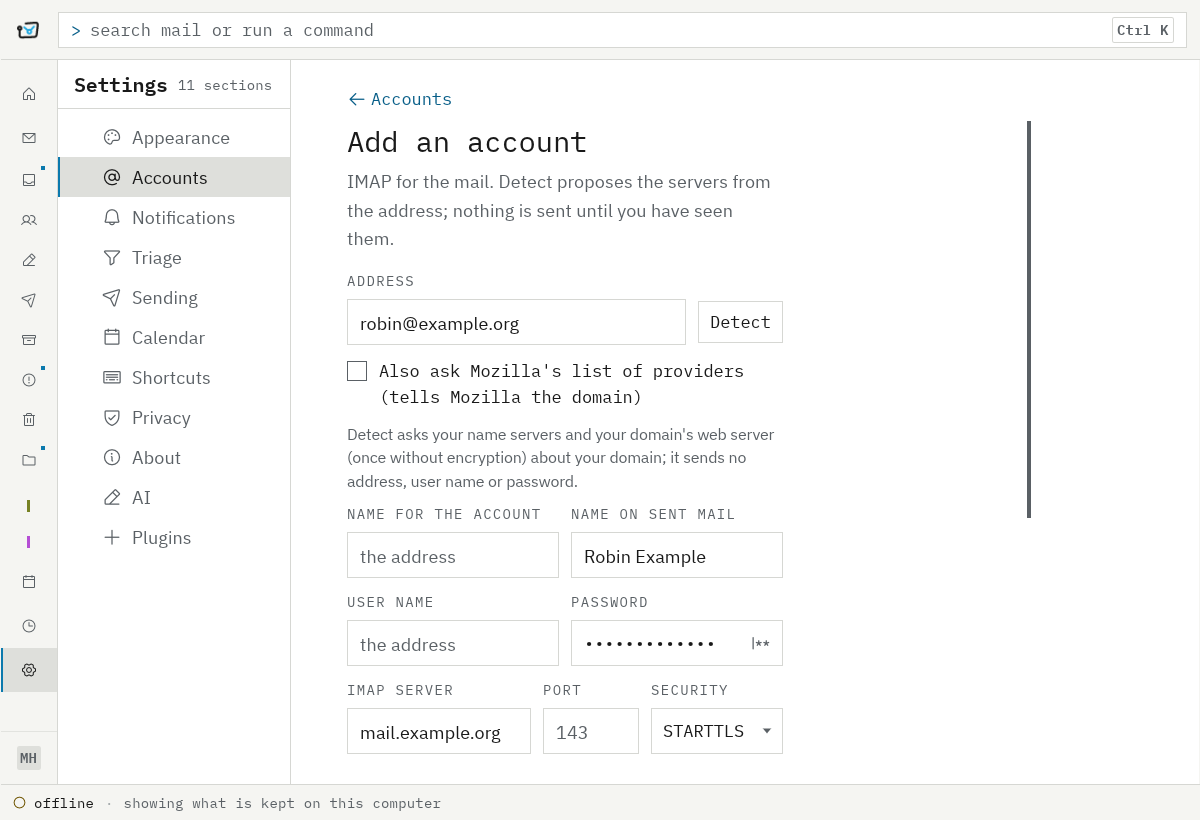 > search mail or run a command Ctrl K
Settings 11 sections
Appearance
Accounts
Notifications
Triage
Sending
Calendar
Shortcuts
Privacy
About
AI
Plugins
MH
← Accounts
Add an account
IMAP for the mail. Detect proposes the servers from
the address; nothing is sent until you have seen
them.
ADDRESS
robin@example.org Detect
Also ask Mozilla's list of providers
(tells Mozilla the domain)
Detect asks your name servers and your domain's web server
(once without encryption) about your domain; it sends no
address, user name or password.
NAME FOR THE ACCOUNT NAME ON SENT MAIL
the address Robin Example
USER NAME PASSWORD
the address ••••••••••••• |**
IMAP SERVER PORT SECURITY
mail.example.org 143 STARTTLS
offline · showing what is kept on this computer